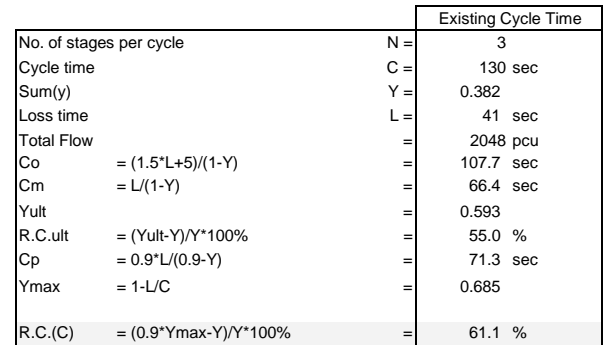 Existing Cycle Time
No. of stages per cycle N = 3
Cycle time C = 130 sec
Sum(y) Y = 0.382
Loss time L = 41 sec
Total Flow = 2048 pcu
Co = (1.5*L+5)/(1-Y) = 107.7 sec
Cm = L/(1-Y) = 66.4 sec
Yult = 0.593
R.C.ult = (Yult-Y)/Y*100% = 55.0 %
Cp = 0.9*L/(0.9-Y) = 71.3 sec
Ymax = 1-L/C = 0.685
R.C.(C) = (0.9*Ymax-Y)/Y*100% = 61.1 %